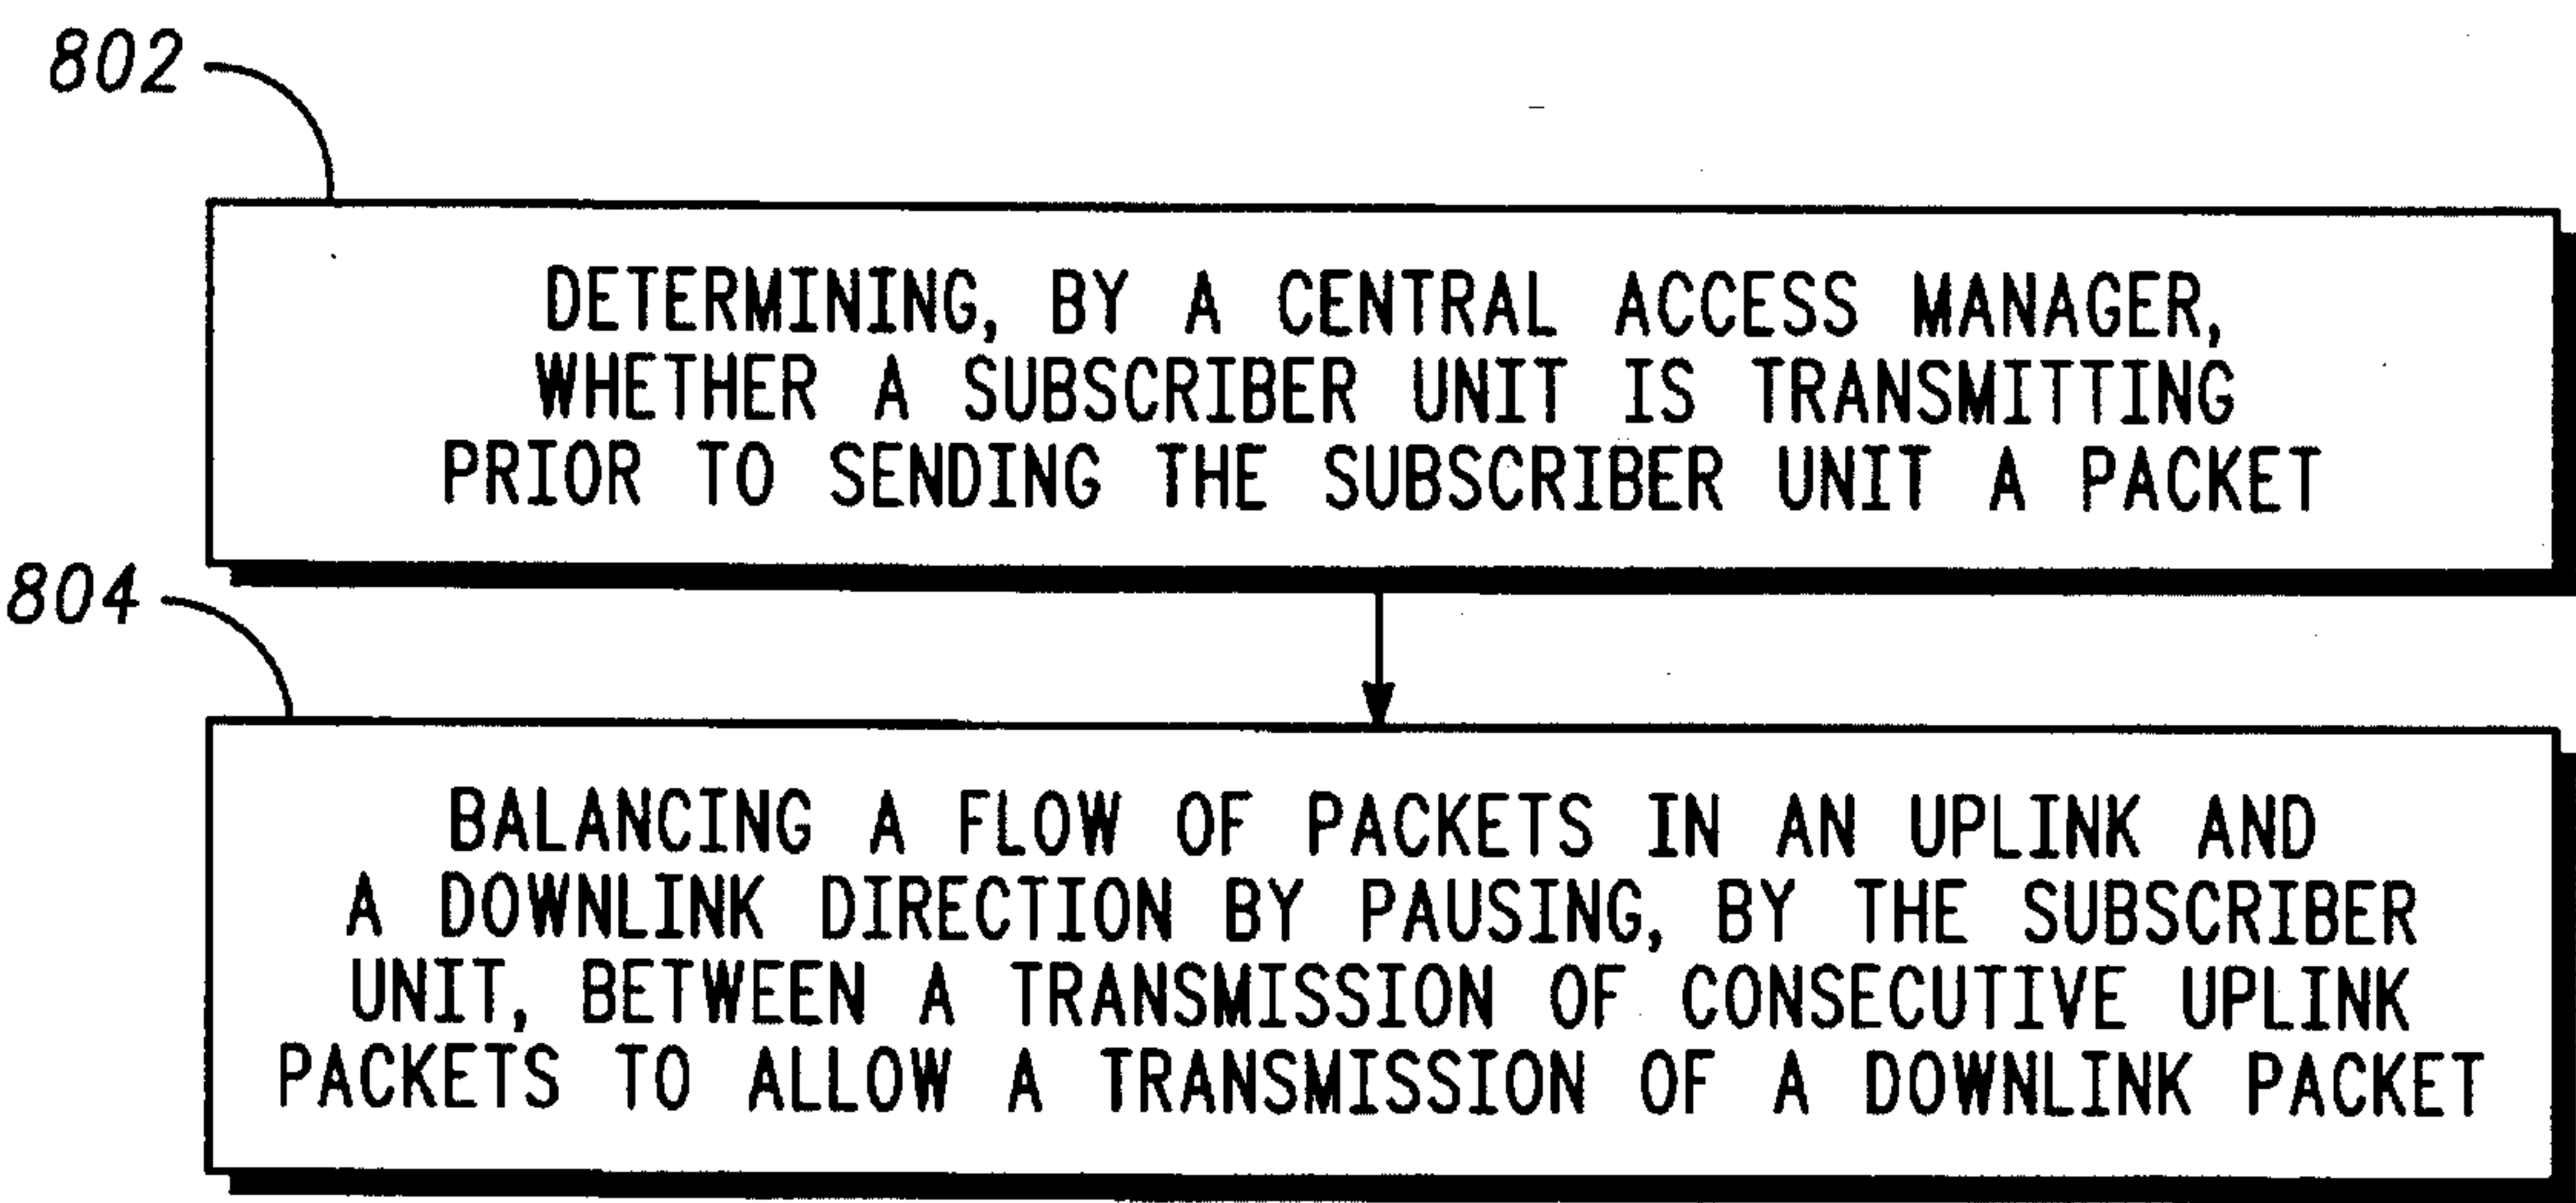 802
DETERMINING, BY A CENTRAL ACCESS MANAGER,
WHETHER A SUBSCRIBER UNIT IS TRANSMITTING
PRIOR TO SENDING THE SUBSCRIBER UNIT A PACKET
804
BALANCING A FLOW OF PACKETS IN AN UPLINK AND
A DOWNLINK DIRECTION BY PAUSING, BY THE SUBSCRIBER
UNIT, BETWEEN A TRANSMISSION OF CONSECUTIVE UPLINK
PACKETS TO ALLOW A TRANSMISSION OF A DOWNLINK PACKET